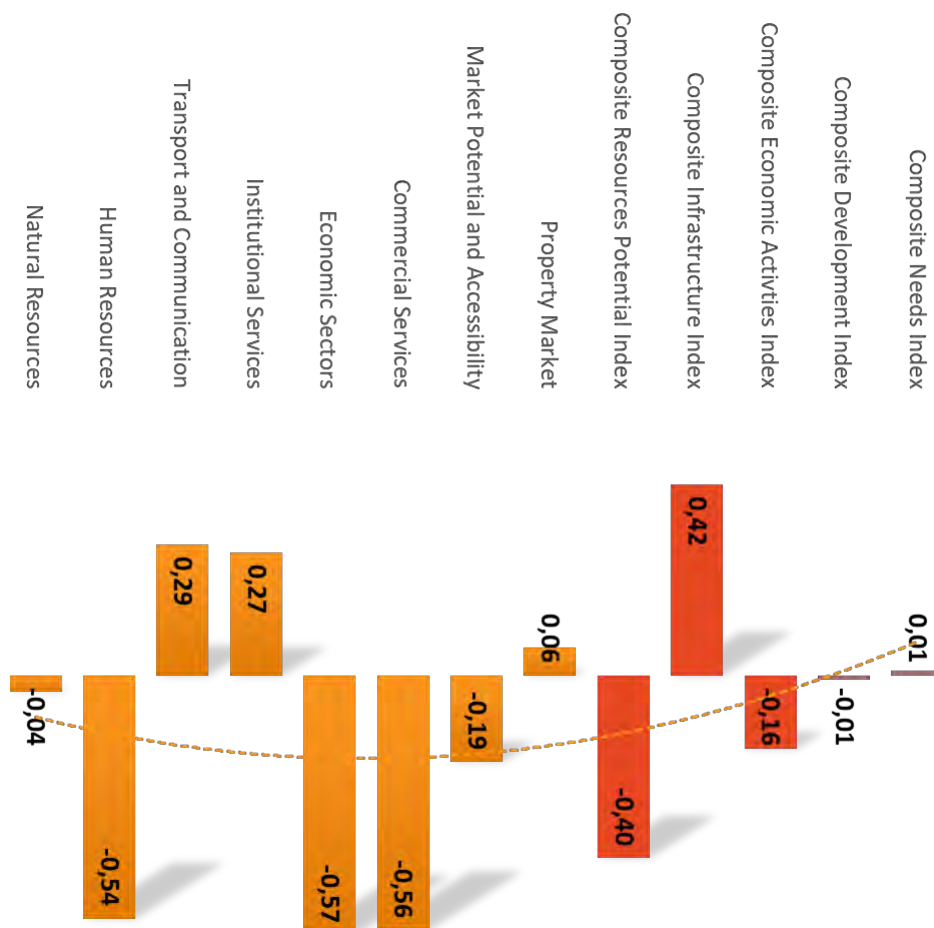 Natural Resources
Human Resources
Transport and Communication
Institutional Services
Economic Sectors
Commercial Services
Market Potential and Accessibility
Property Market
Composite Resources Potential Index
Composite Infrastructure Index
Composite Economic Activties Index
Composite Development Index
Composite Needs Index
-0,04
-0,54
0,29
0,27
-0,57
-0,56
-0,19
0,06
-0,40
0,42
-0,16
-0,01
0,01